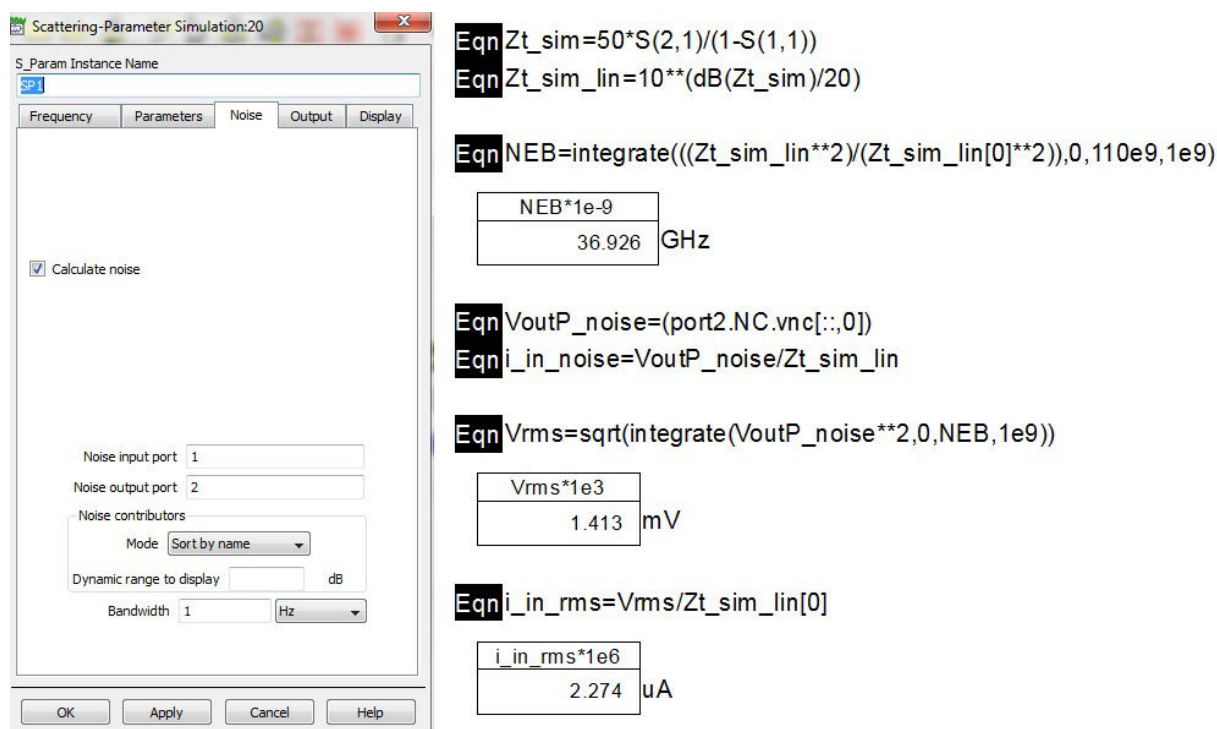 Scattering-Parameter Simulation:20
S_Param Instance Name
SP1
Frequency Parameters Noise Output Display
Calculate noise
Noise input port 1
Noise output port 2
Noise contributors
Mode Sort by name
Dynamic range to display dB
Bandwidth 1 Hz
OK Apply Cancel Help
Eqn Zt_sim=50*S(2,1)/(1-S(1,1))
Eqn Zt_sim_lin=10**(dB(Zt_sim)/20)
Eqn NEB=integrate(((Zt_sim_lin**2)/(Zt_sim_lin[0]**2)),0,110e9,1e9)
NEB*1e-9
36.926 GHz
Eqn VoutP_noise=(port2.NC.vnc[::,0])
Eqn i_in_noise=VoutP_noise/Zt_sim_lin
Eqn Vrms=sqrt(integrate(VoutP_noise**2,0,NEB,1e9))
Vrms*1e3
1.413 mV
Eqn i_in_rms=Vrms/Zt_sim_lin[0]
i_in_rms*1e6
2.274 uA